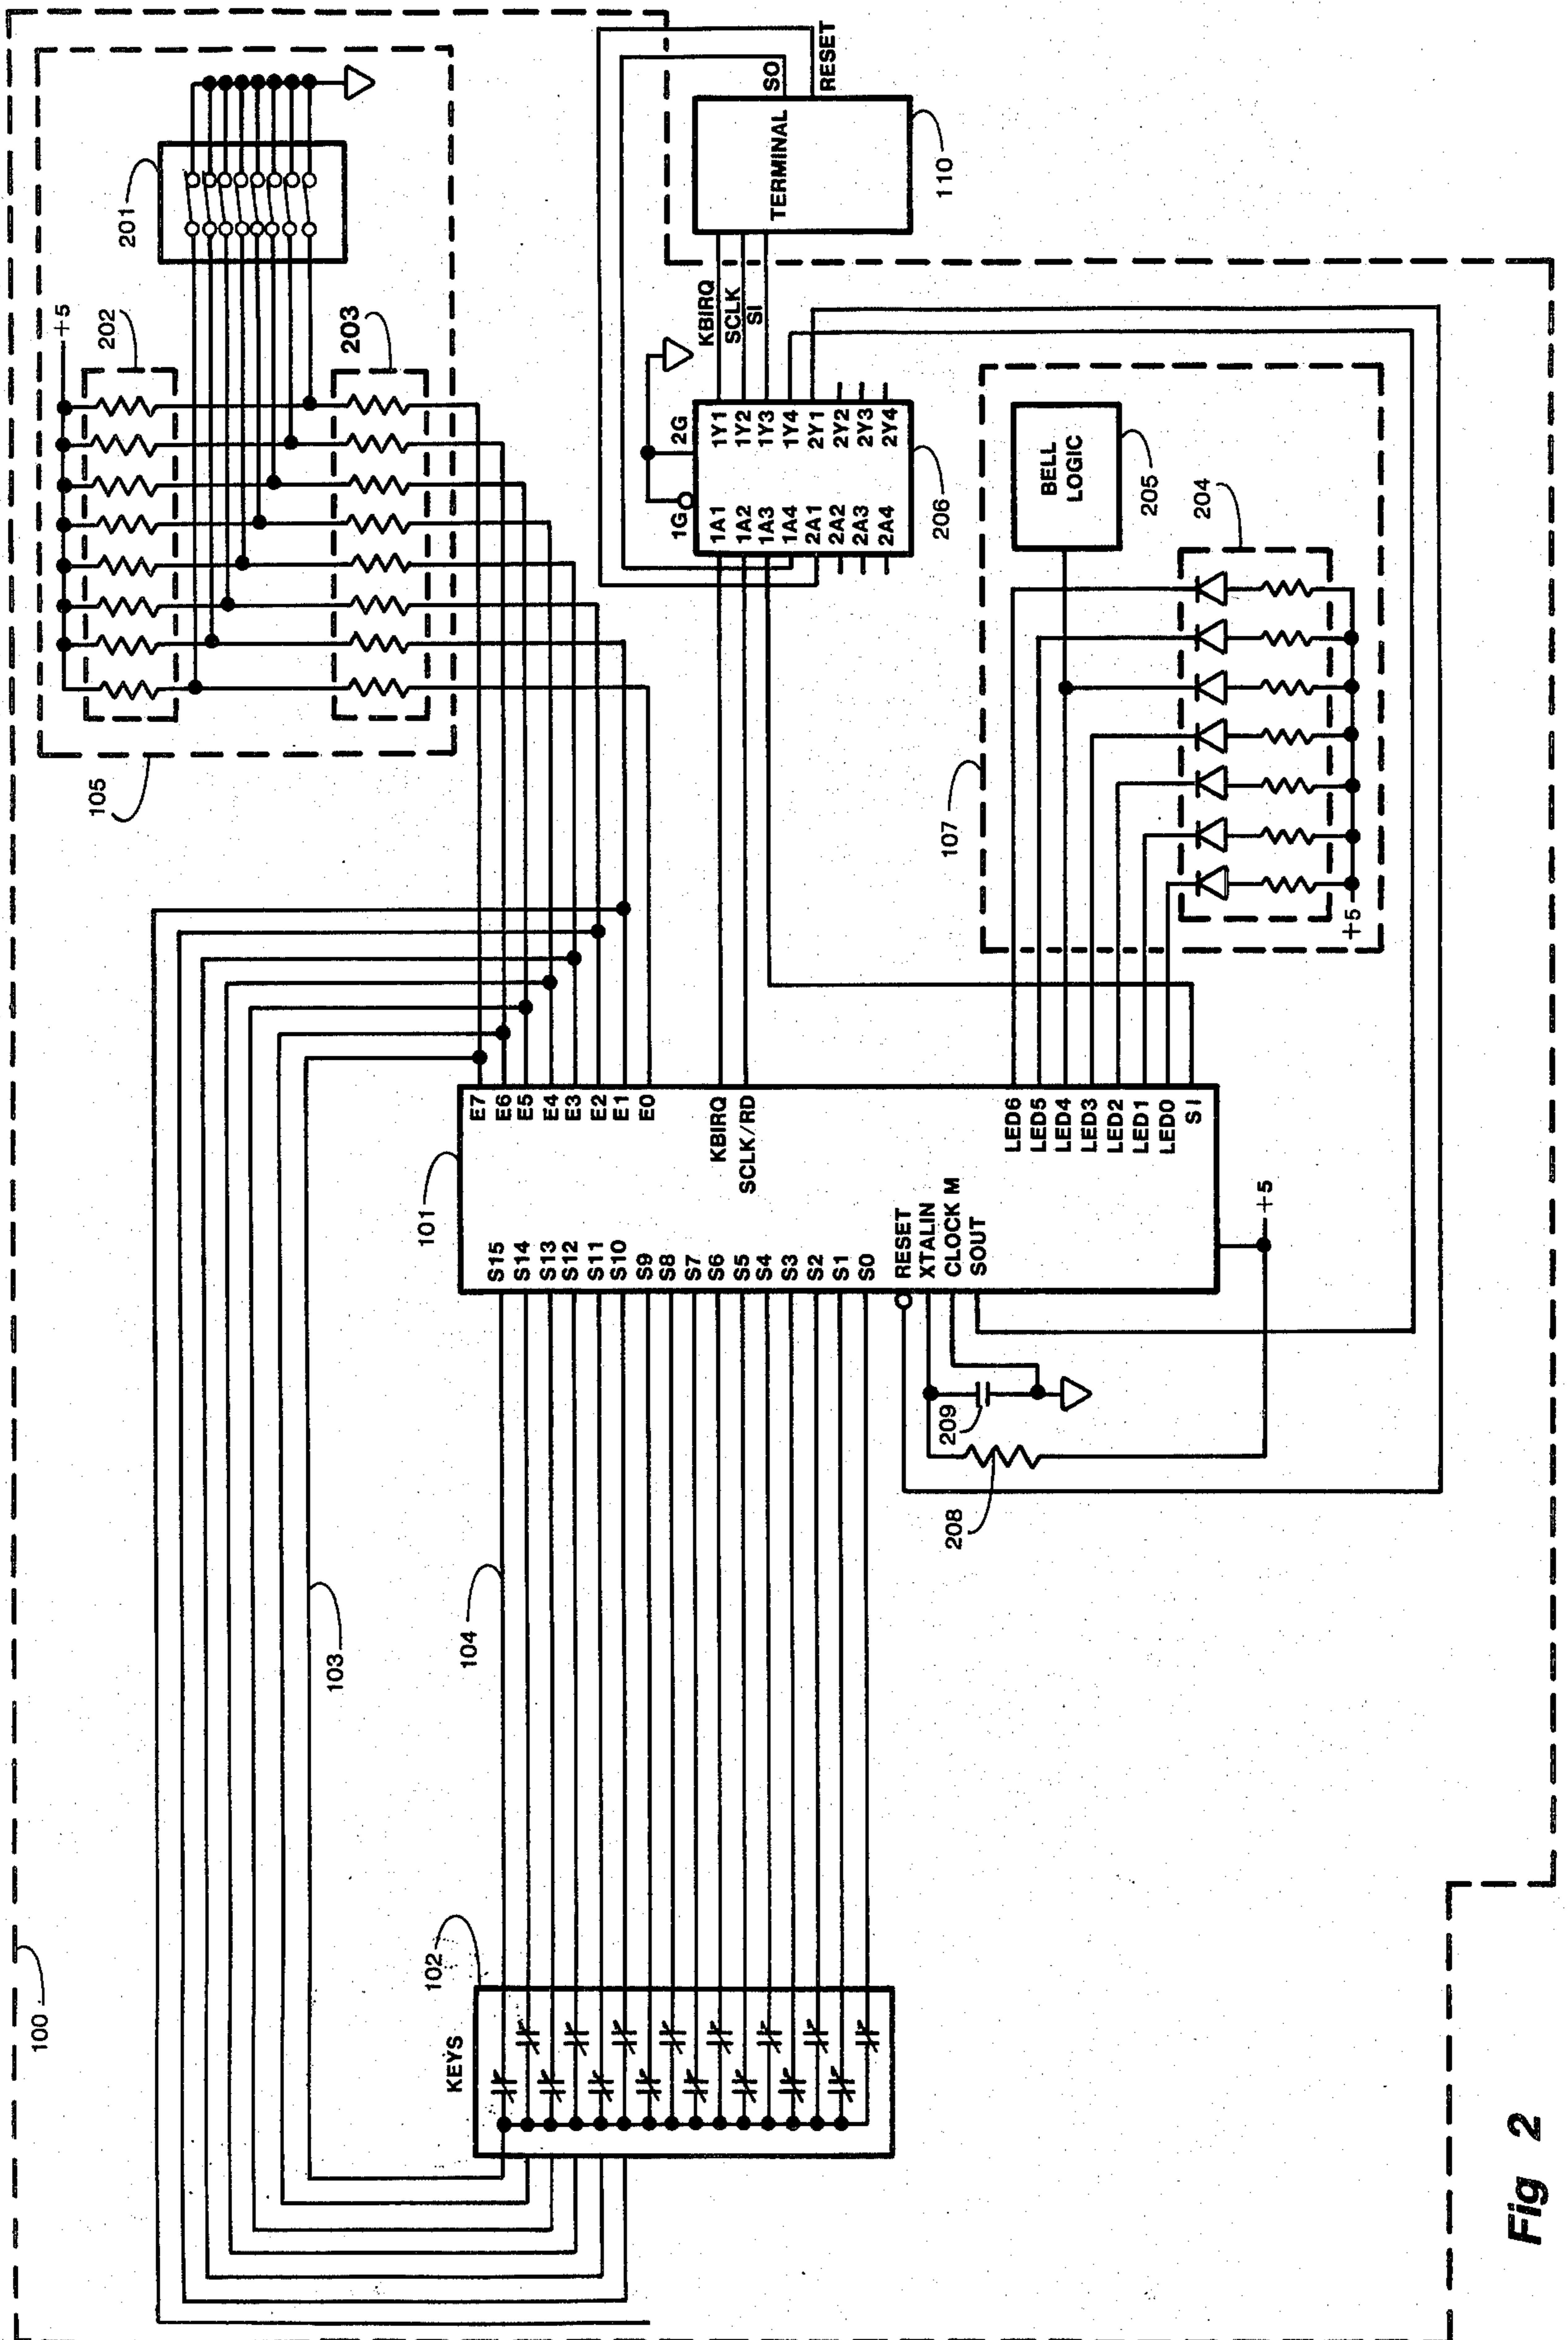 100
105
201
+5
202
203
SO
RESET
TERMINAL
110
KBIRQ
SCLK
SI
1G
2G
1A1
1A2
1A3
1A4
2A1
2A2
2A3
2A4
1Y1
1Y2
1Y3
1Y4
2Y1
2Y2
2Y3
2Y4
206
BELL
LOGIC
205
204
107
+5
101
E7
E6
E5
E4
E3
E2
E1
E0
KBIRQ
SCLK/RD
LED6
LED5
LED4
LED3
LED2
LED1
LED0
SI
S15
S14
S13
S12
S11
S10
S9
S8
S7
S6
S5
S4
S3
S2
S1
S0
RESET
XTALIN
CLOCK M
SOUT
+5
209
208
103
104
102
KEYS
Fig 2